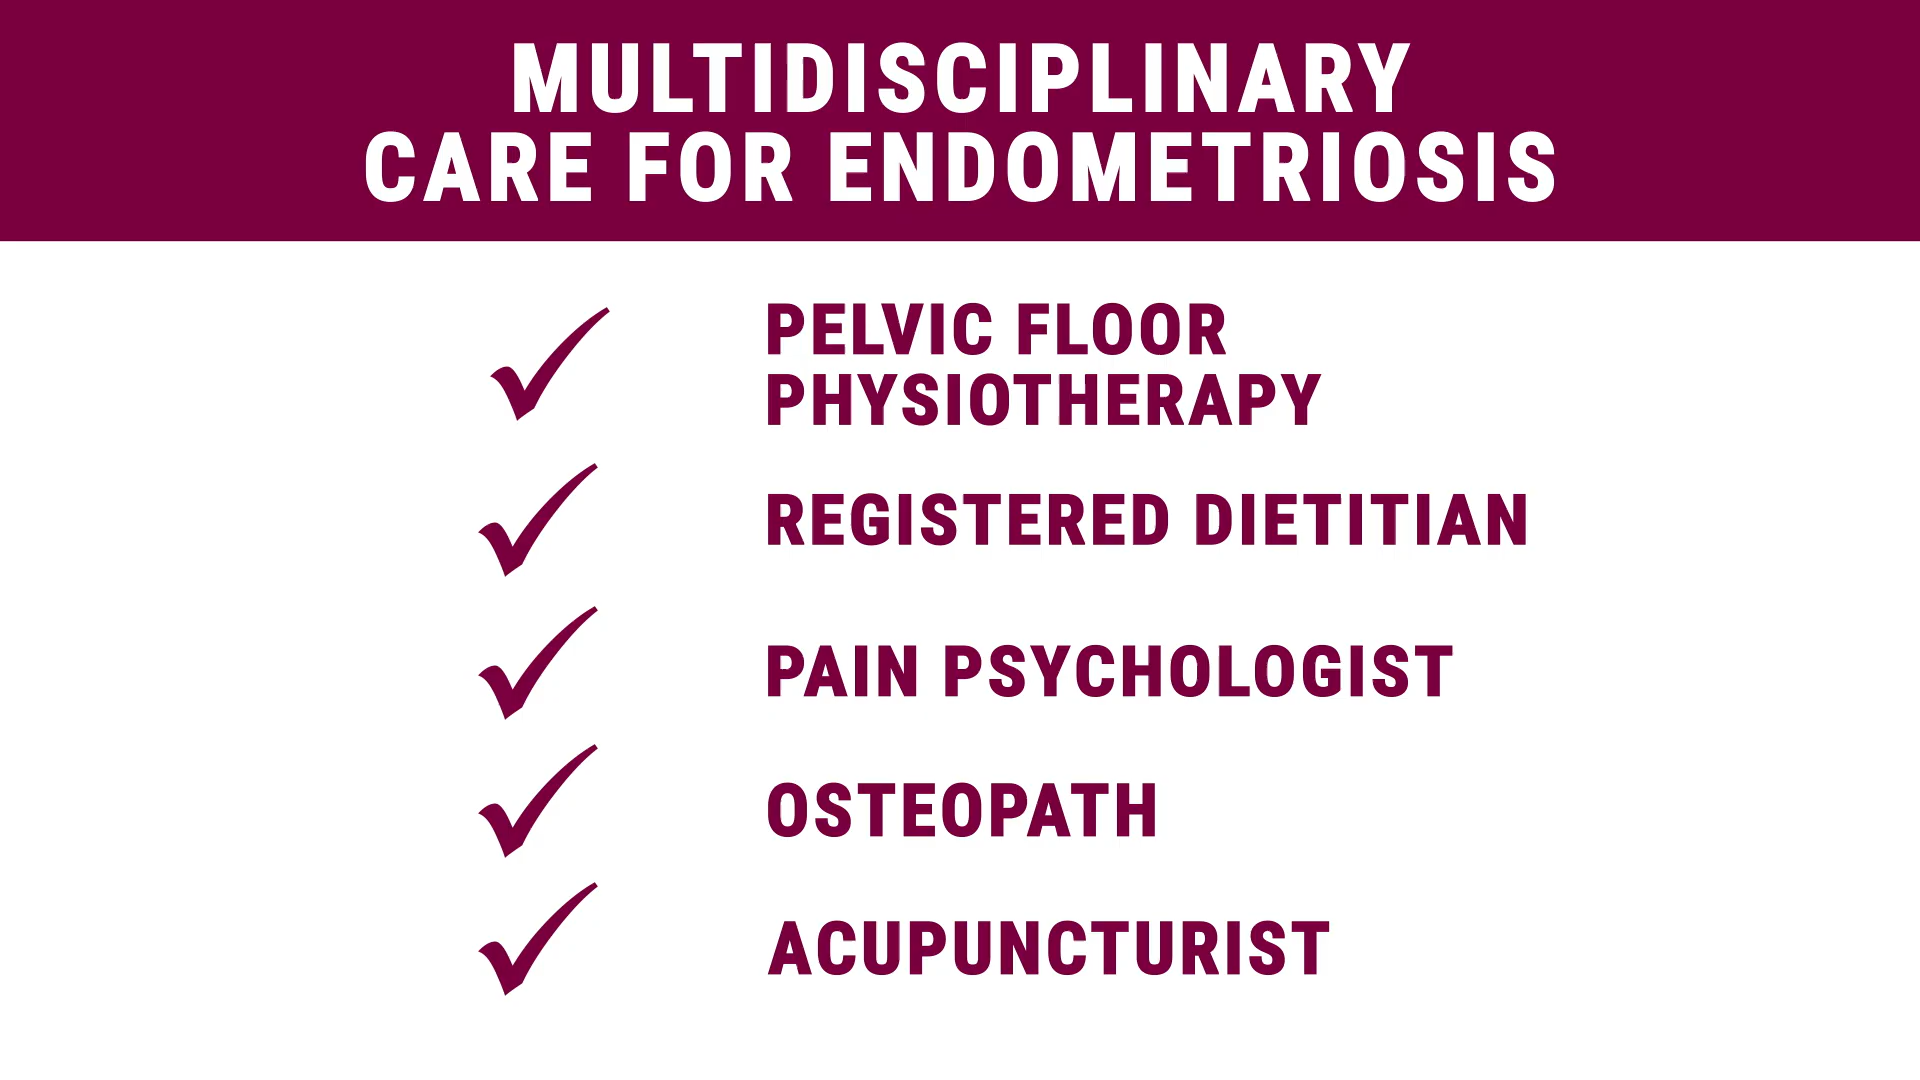 MULTIDISCIPLINARY
CARE FOR ENDOMETRIOSIS
PELVIC FLOOR
PHYSIOTHERAPY
REGISTERED DIETITIAN
PAIN PSYCHOLOGIST
OSTEOPATH
ACUPUNCTURIST